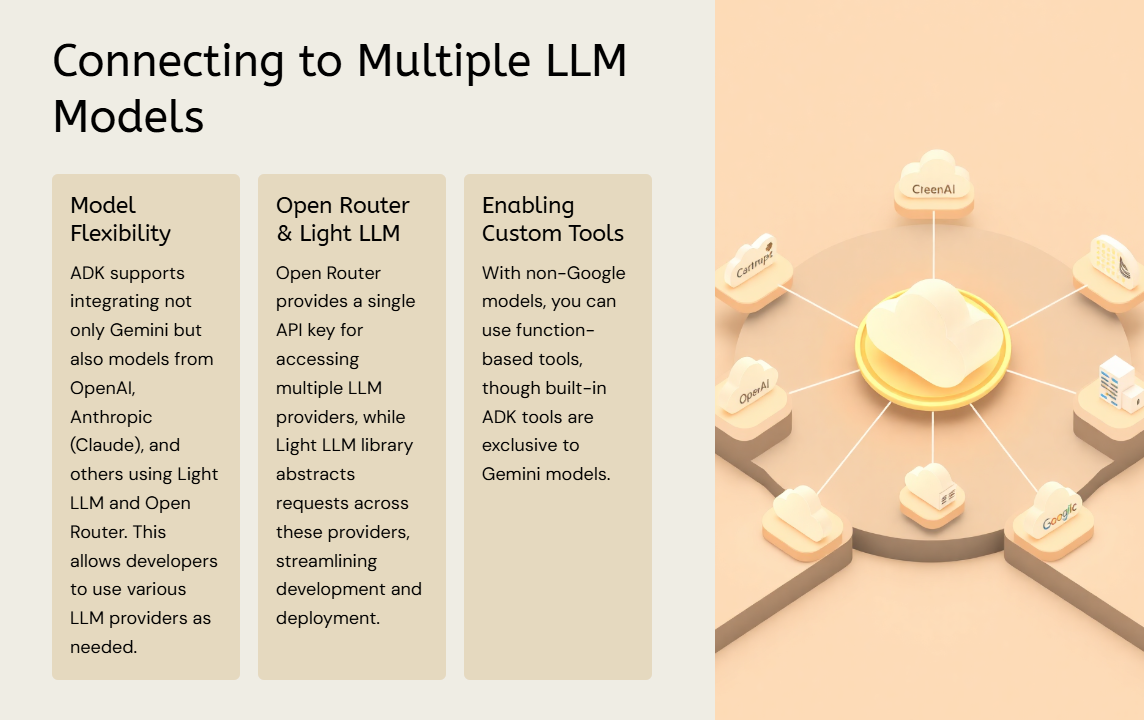 Connecting to Multiple LLM
Models
Model
Flexibility
ADK supports
integrating not
only Gemini but
also models from
OpenAI,
Anthropic
(Claude), and
others using Light
LLM and Open
Router. This
allows developers
to use various
LLM providers as
needed.
Open Router
& Light LLM
Open Router
provides a single
API key for
accessing
multiple LLM
providers, while
Light LLM library
abstracts
requests across
these providers,
streamlining
development and
deployment.
Enabling
Custom Tools
With non-Google
models, you can
use function-
based tools,
though built-in
ADK tools are
exclusive to
Gemini models.
CreenAI
OperAI